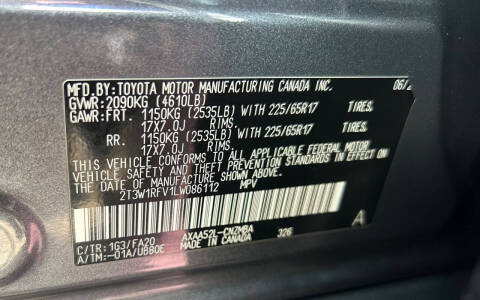 MFD.BY:TOYOTA MOTOR MANUFACTURING CANADA INC. 06/
GVWR:2090KG (4610LB)
GAWR:FRT. 1150KG (2535LB) WITH 225/65R17 TIRES,
17X7.0J RIMS,
RR. 1150KG (2535LB) WITH 225/65R17 TIRES,
17X7.0J RIMS.
THIS VEHICLE CONFORMS TO ALL APPLICABLE FEDERAL MOTOR
VEHICLE SAFETY AND THEFT PREVENTION STANDARDS IN EFFECT
ON THE DATE OF MANUFACTURE SHOWN ABOVE.
2T3W1RFV1LW086112 MPV
C/TR:1G3/FA20 AXAA52L-CNZMBA A
A/TM:-01A/UB80E MADE IN CANADA 326